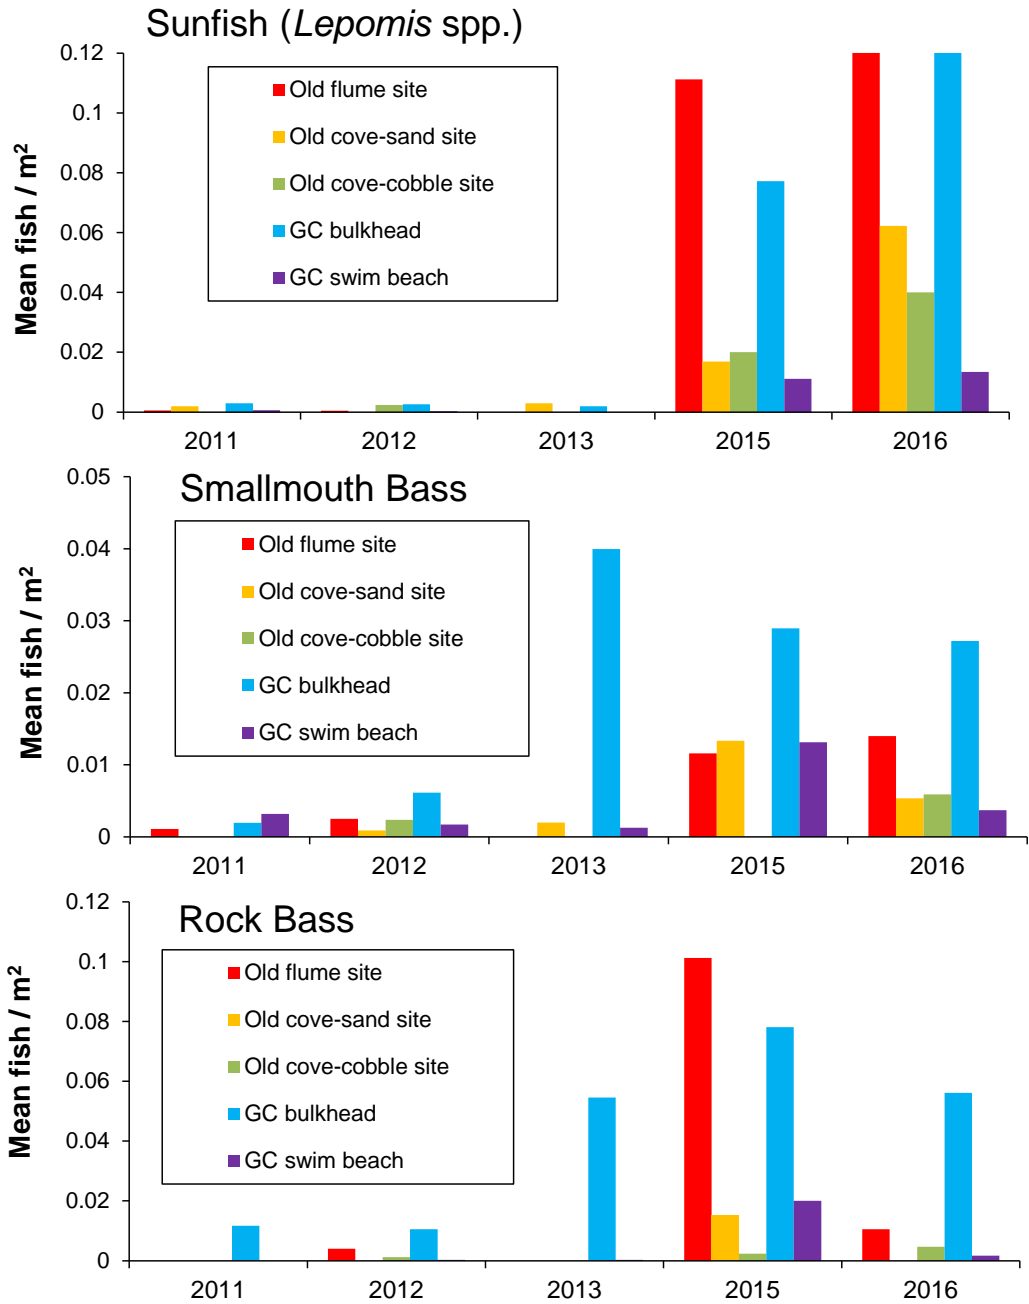 Sunfish (Lepomis spp.)
Mean fish / m²
0.12
0.1
0.08
0.06
0.04
0.02
0
Old flume site
Old cove-sand site
Old cove-cobble site
GC bulkhead
GC swim beach
2011 2012 2013 2015 2016
Smallmouth Bass
Mean fish / m²
0.05
0.04
0.03
0.02
0.01
0
Old flume site
Old cove-sand site
Old cove-cobble site
GC bulkhead
GC swim beach
2011 2012 2013 2015 2016
Rock Bass
Mean fish / m²
0.12
0.1
0.08
0.06
0.04
0.02
0
Old flume site
Old cove-sand site
Old cove-cobble site
GC bulkhead
GC swim beach
2011 2012 2013 2015 2016